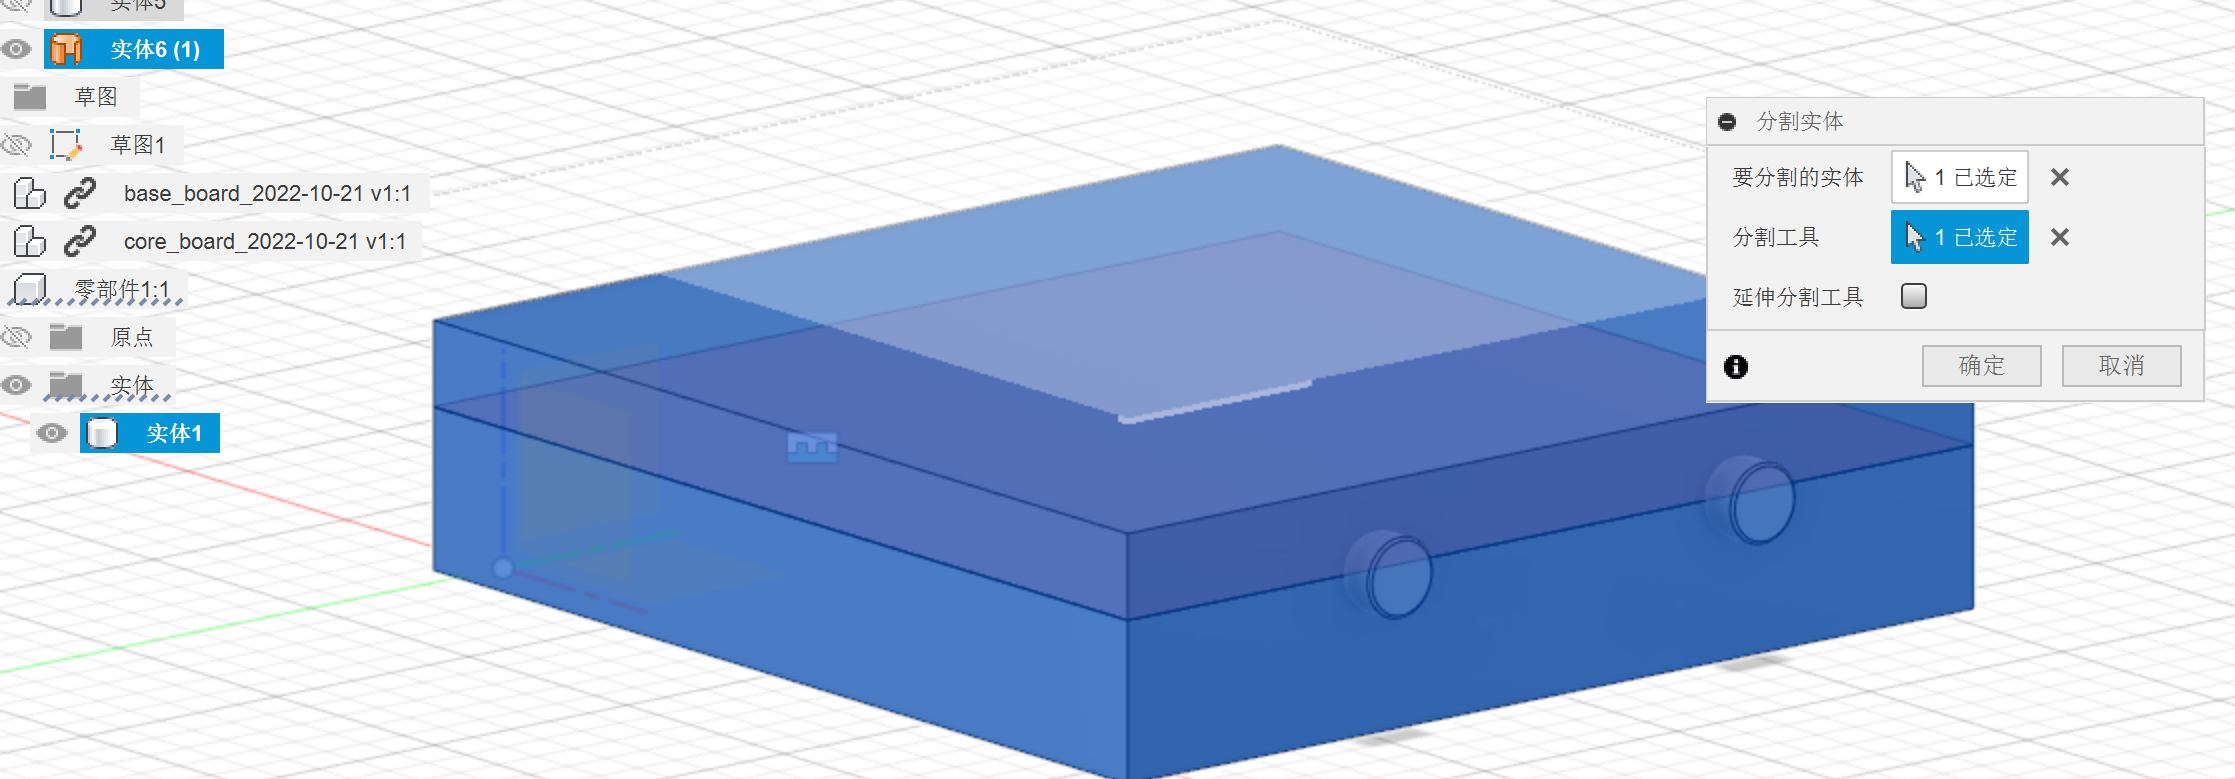 实体5
实体6 (1)
草图
草图1
base_board_2022-10-21 v1:1
core_board_2022-10-21 v1:1
零部件1:1
原点
实体
实体1
分割实体
要分割的实体 1 已选定
分割工具 1 已选定
延伸分割工具
确定 取消